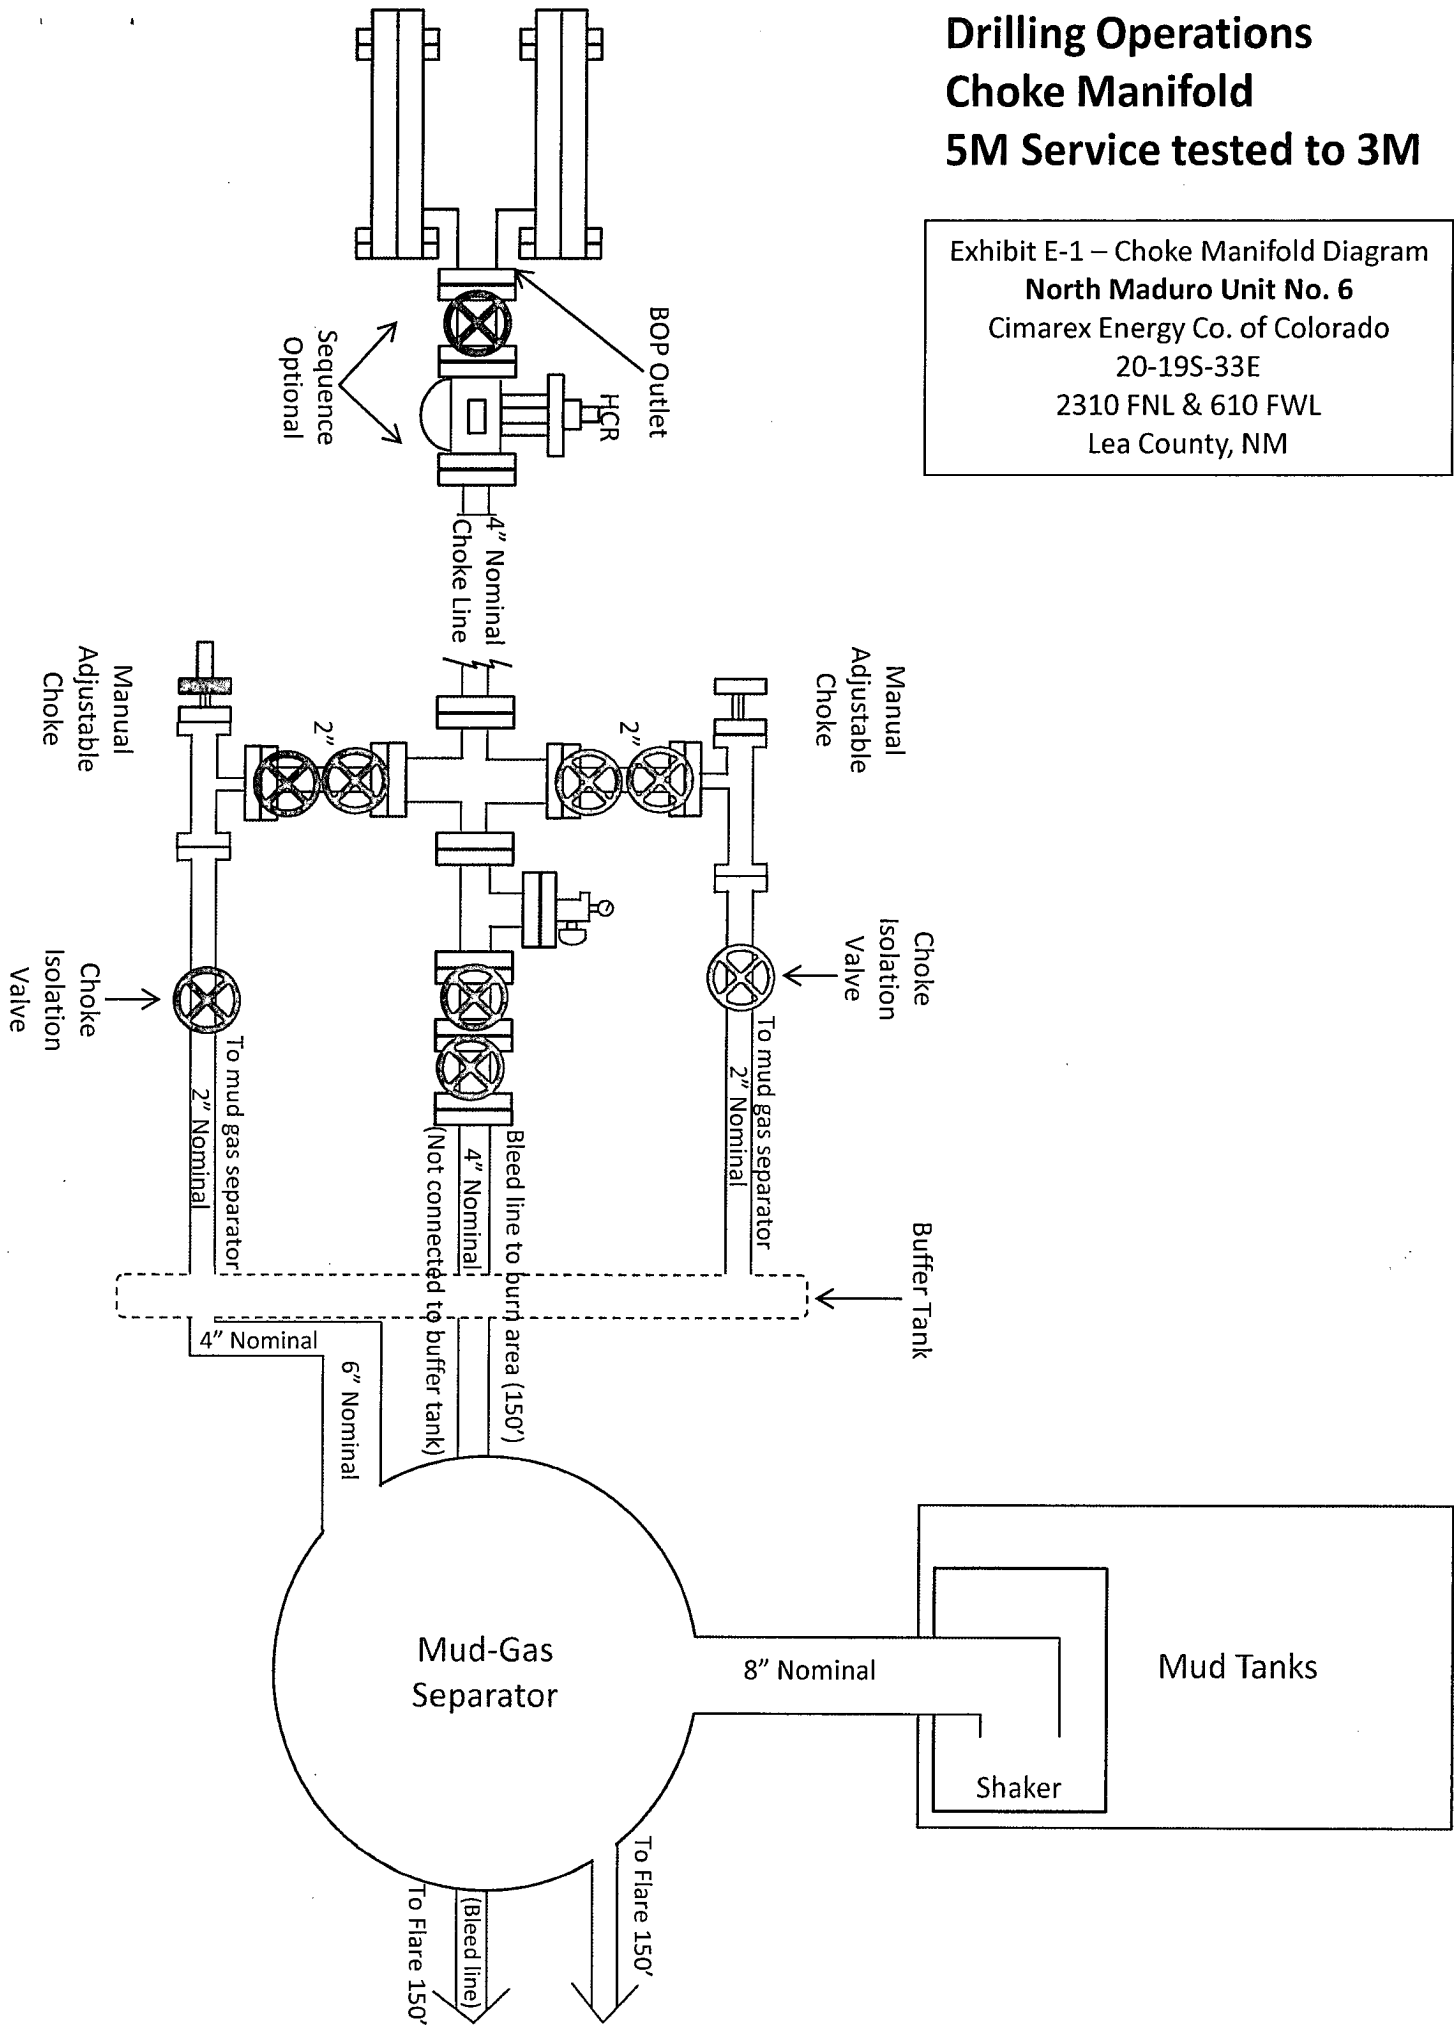 Drilling Operations
Choke Manifold
5M Service tested to 3M
Exhibit E-1 – Choke Manifold Diagram
North Maduro Unit No. 6
Cimarex Energy Co. of Colorado
20-19S-33E
2310 FNL & 610 FWL
Lea County, NM
BOP Outlet
HCR
Sequence
Optional
4" Nominal
Choke Line
Manual
Adjustable
Choke
2"
2"
Manual
Adjustable
Choke
Choke
Isolation
Valve
Choke
Isolation
Valve
To mud gas separator
2" Nominal
To mud gas separator
2" Nominal
Bleed line to burn area (150')
4" Nominal
(Not connected to buffer tank)
Buffer Tank
4" Nominal
6" Nominal
Mud-Gas
Separator
8" Nominal
Mud Tanks
Shaker
To Flare 150'
(Bleed line)
To Flare 150'